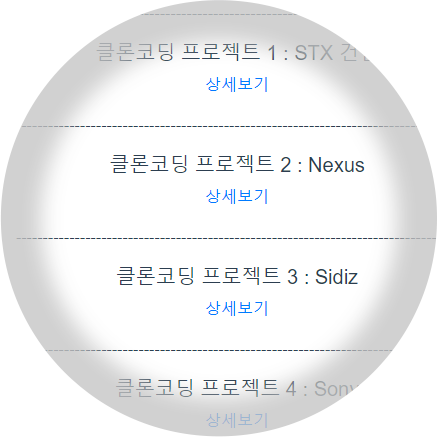 클론코딩 프로젝트 1 : STX
상세보기
클론코딩 프로젝트 2 : Nexus
상세보기
클론코딩 프로젝트 3 : Sidiz
상세보기
클론코딩 프로젝트 4 : Sony
상세보기